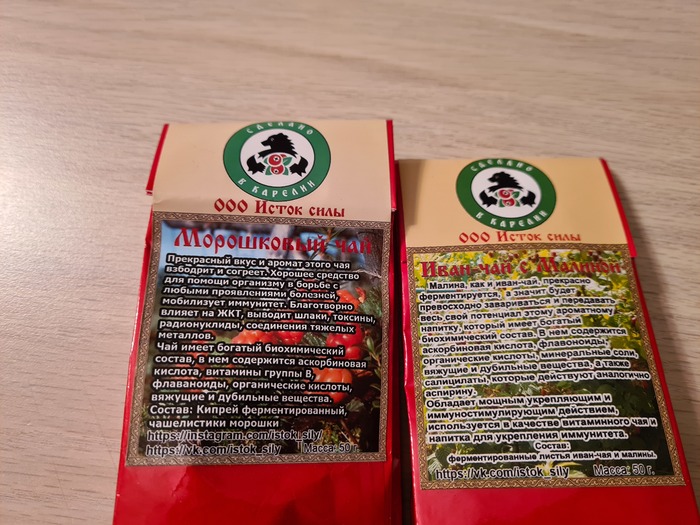 СДЕЛАНО
В КАРЕЛИИ
ООО Исток силы
Морошковый чай
Прекрасный вкус и аромат этого чая
взбодрит и согреет. Хорошее средство
для помощи организму в борьбе с
любыми проявлениями болезней,
мобилизует иммунитет. Благотворно
влияет на ЖКТ, выводит шлаки, токсины,
радионуклиды, соединения тяжелых
металлов.
Чай имеет богатый биохимический
состав, в нем содержится аскорбиновая
кислота, витамины группы В,
флаваноиды, органические кислоты,
вяжущие и дубильные вещества.
Состав: Кипрей ферментированный,
чашелистики морошки
https://instagram.com/istok_sily/
https://vk.com/istok_sily Масса: 50 г.
СДЕЛАНО
В КАРЕЛИИ
ООО Исток силы
Иван-чай с Малиной
Малина, как и иван-чай, прекрасно
ферментируется, а значит, будет
превосходно завариваться и передавать
весь свой потенциал этому ароматному
напитку, который имеет богатый
биохимический состав. В нем содержится
аскорбиновая кислота, флавоноиды,
органические кислоты, минеральные соли,
вяжущие и дубильные вещества, а также
салицилаты, которые действуют аналогично
аспирину.
Обладает мощным укрепляющим и
иммуностимулирующим действием,
используется в качестве витаминного чая и
напитка для укрепления иммунитета.
Состав:
ферментированные листья иван-чая и малины.
https://vk.com/istok_sily Масса: 50 г.